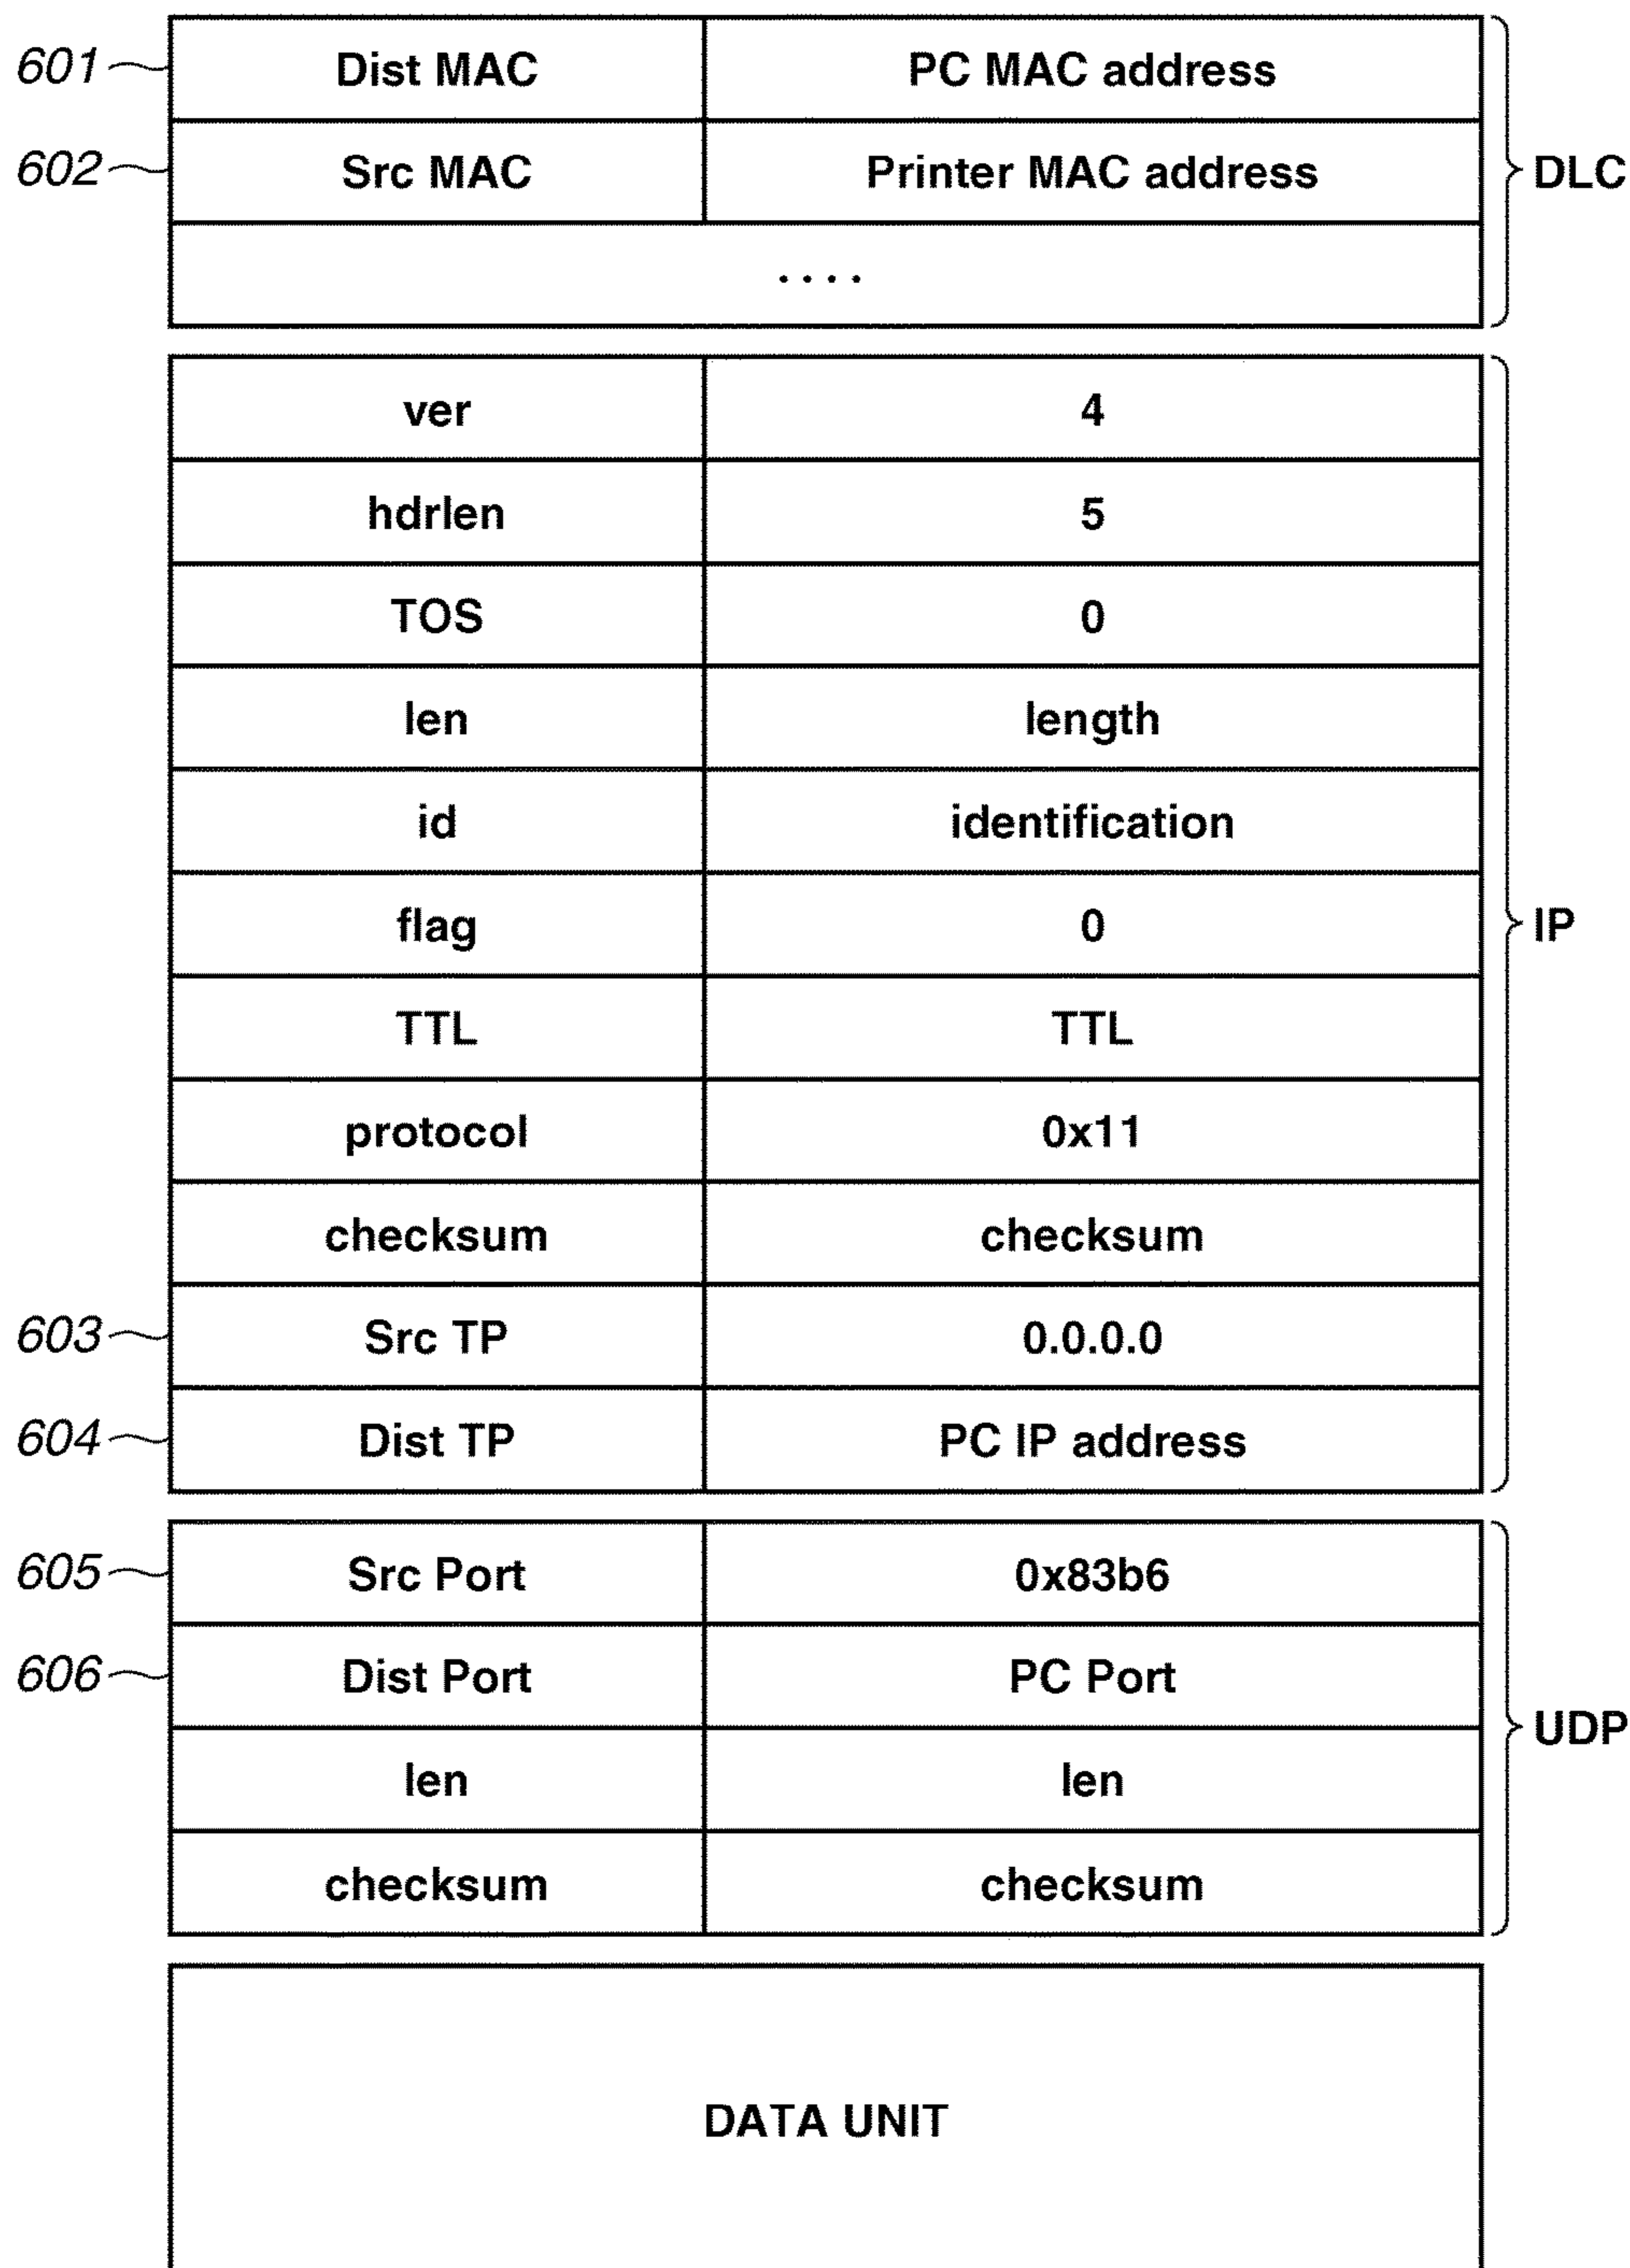 601 Dist MAC PC MAC address
602 Src MAC Printer MAC address DLC
....
ver 4
hdrlen 5
TOS 0
len length
id identification
flag 0 IP
TTL TTL
protocol 0x11
checksum checksum
603 Src TP 0.0.0.0
604 Dist TP PC IP address
605 Src Port 0x83b6
606 Dist Port PC Port
UDP
len len
checksum checksum
DATA UNIT